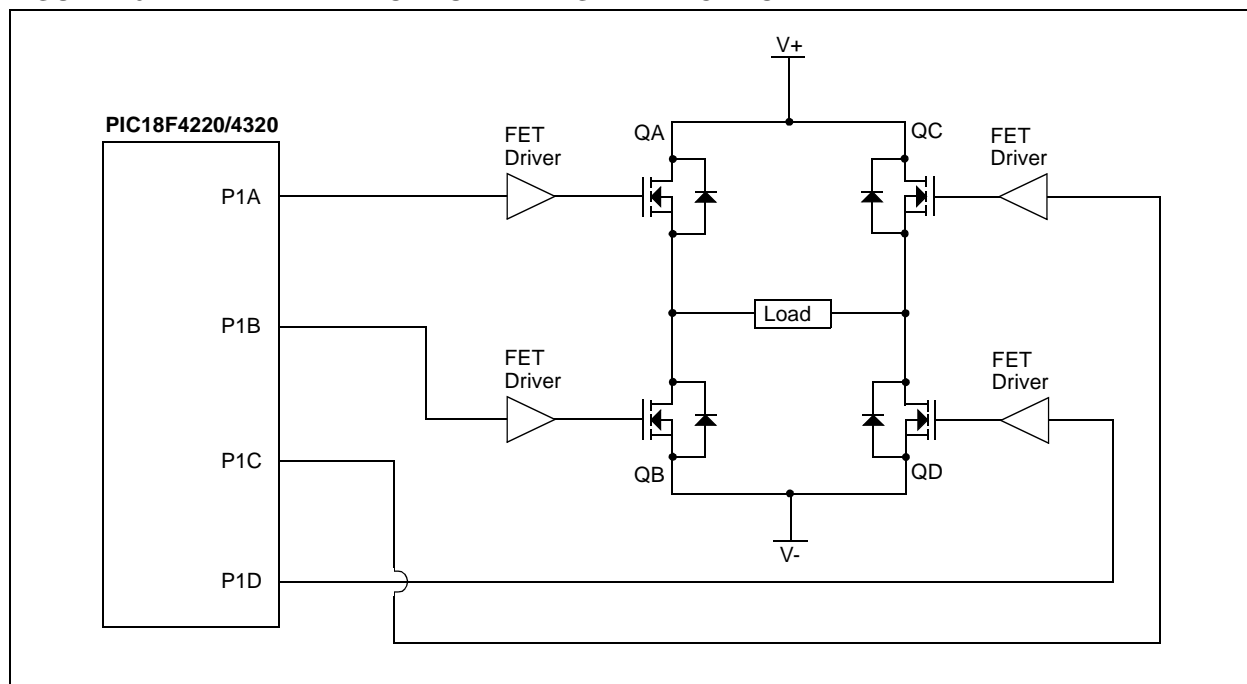 V+
PIC18F4220/4320
FET
Driver
QA
QC
FET
Driver
P1A
Load
P1B
FET
Driver
FET
Driver
P1C
QB
QD
V-
P1D